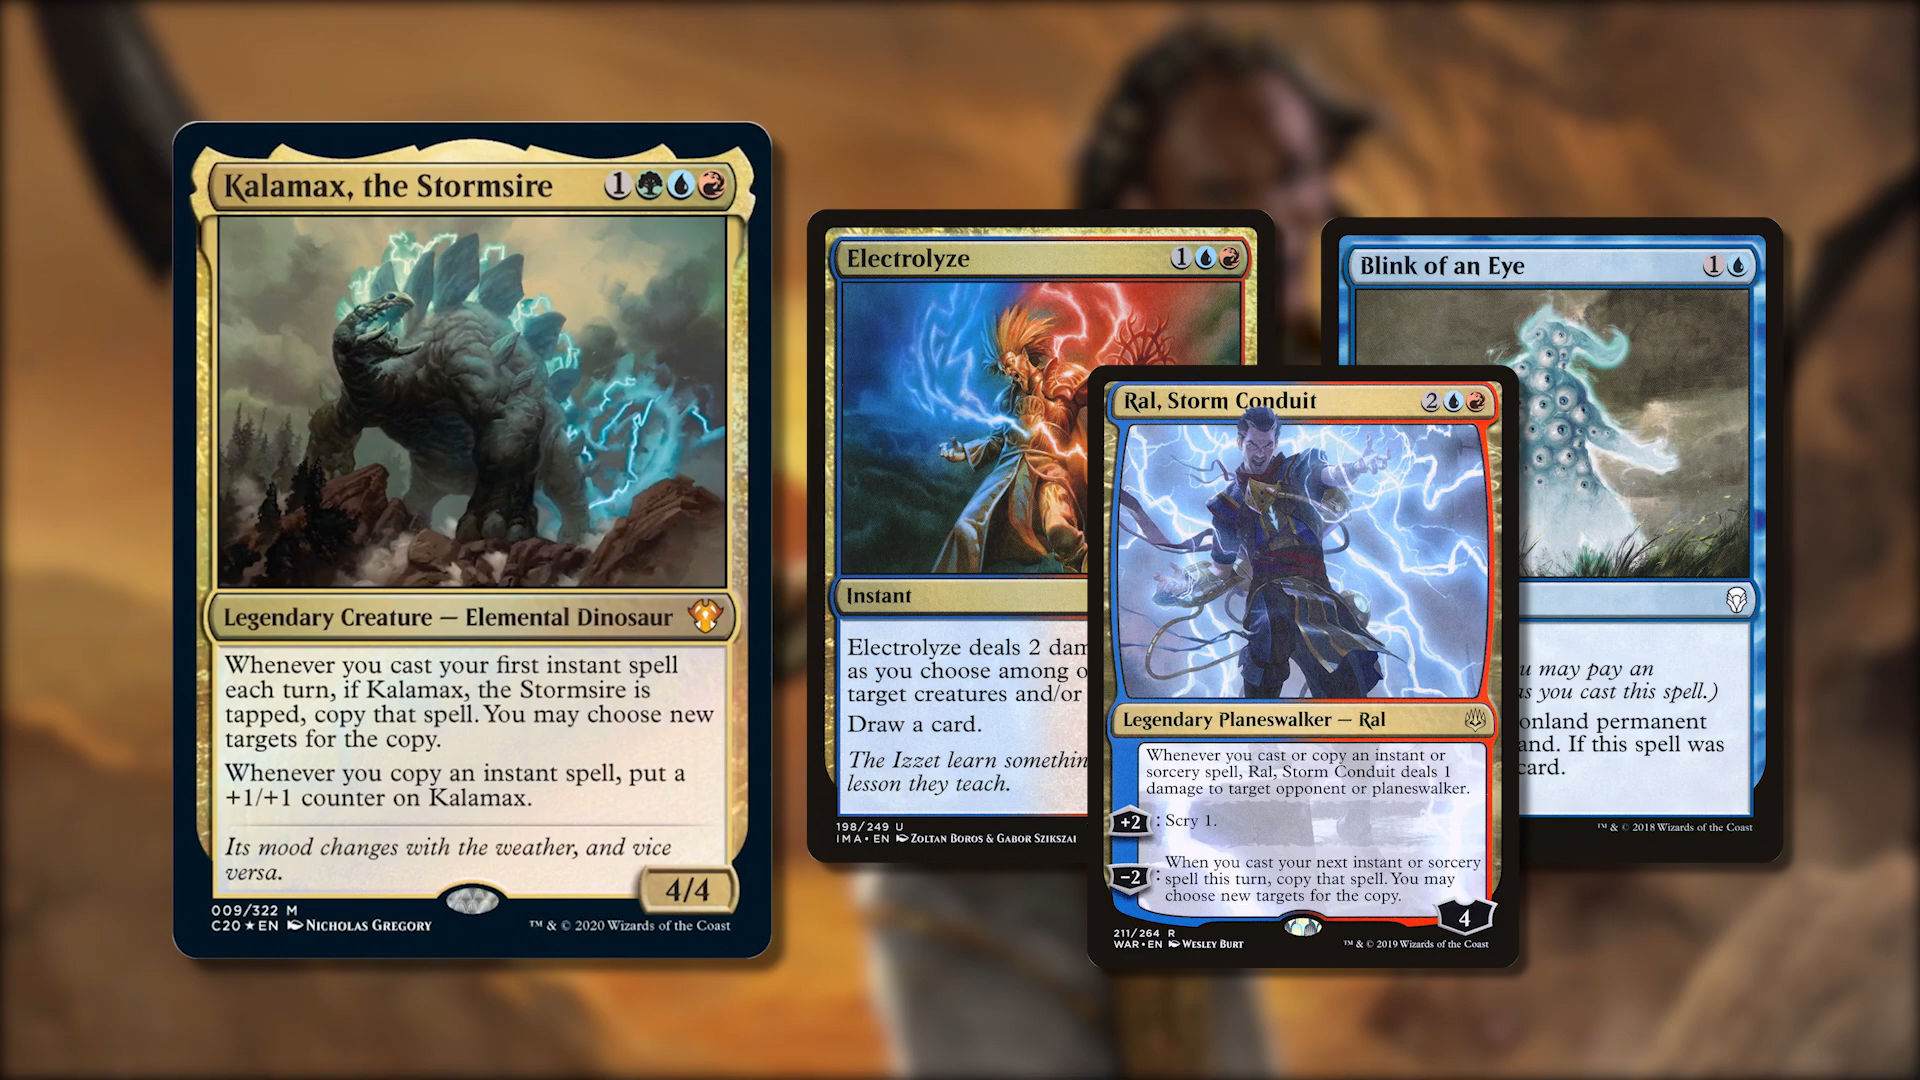 Kalamax, the Stormsire 1
Legendary Creature — Elemental Dinosaur
Whenever you cast your first instant spell
each turn, if Kalamax, the Stormsire is
tapped, copy that spell. You may choose new
targets for the copy.
Whenever you copy an instant spell, put a
+1/+1 counter on Kalamax.
Its mood changes with the weather, and vice
versa.
4/4
009/322 M
C20 ★ EN Nicholas Gregory
™ & © 2020 Wizards of the Coast
Electrolyze 1
Instant
Electrolyze deals 2 dam
as you choose among o
target creatures and/or
Draw a card.
The Izzet learn somethin
lesson they teach.
198/249 U
IMA • EN Zoltan Boros & Gabor Szikszai
Ral, Storm Conduit 2
Legendary Planeswalker — Ral
Whenever you cast or copy an instant or
sorcery spell, Ral, Storm Conduit deals 1
damage to target opponent or planeswalker.
+2 : Scry 1.
−2 : When you cast your next instant or sorcery
spell this turn, copy that spell. You may
choose new targets for the copy.
4
211/264 R
WAR • EN Wesley Burt
™ & © 2019 Wizards of the Coast
Blink of an Eye 1
u may pay an
as you cast this spell.)
onland permanent
and. If this spell was
card.
™ & © 2018 Wizards of the Coast